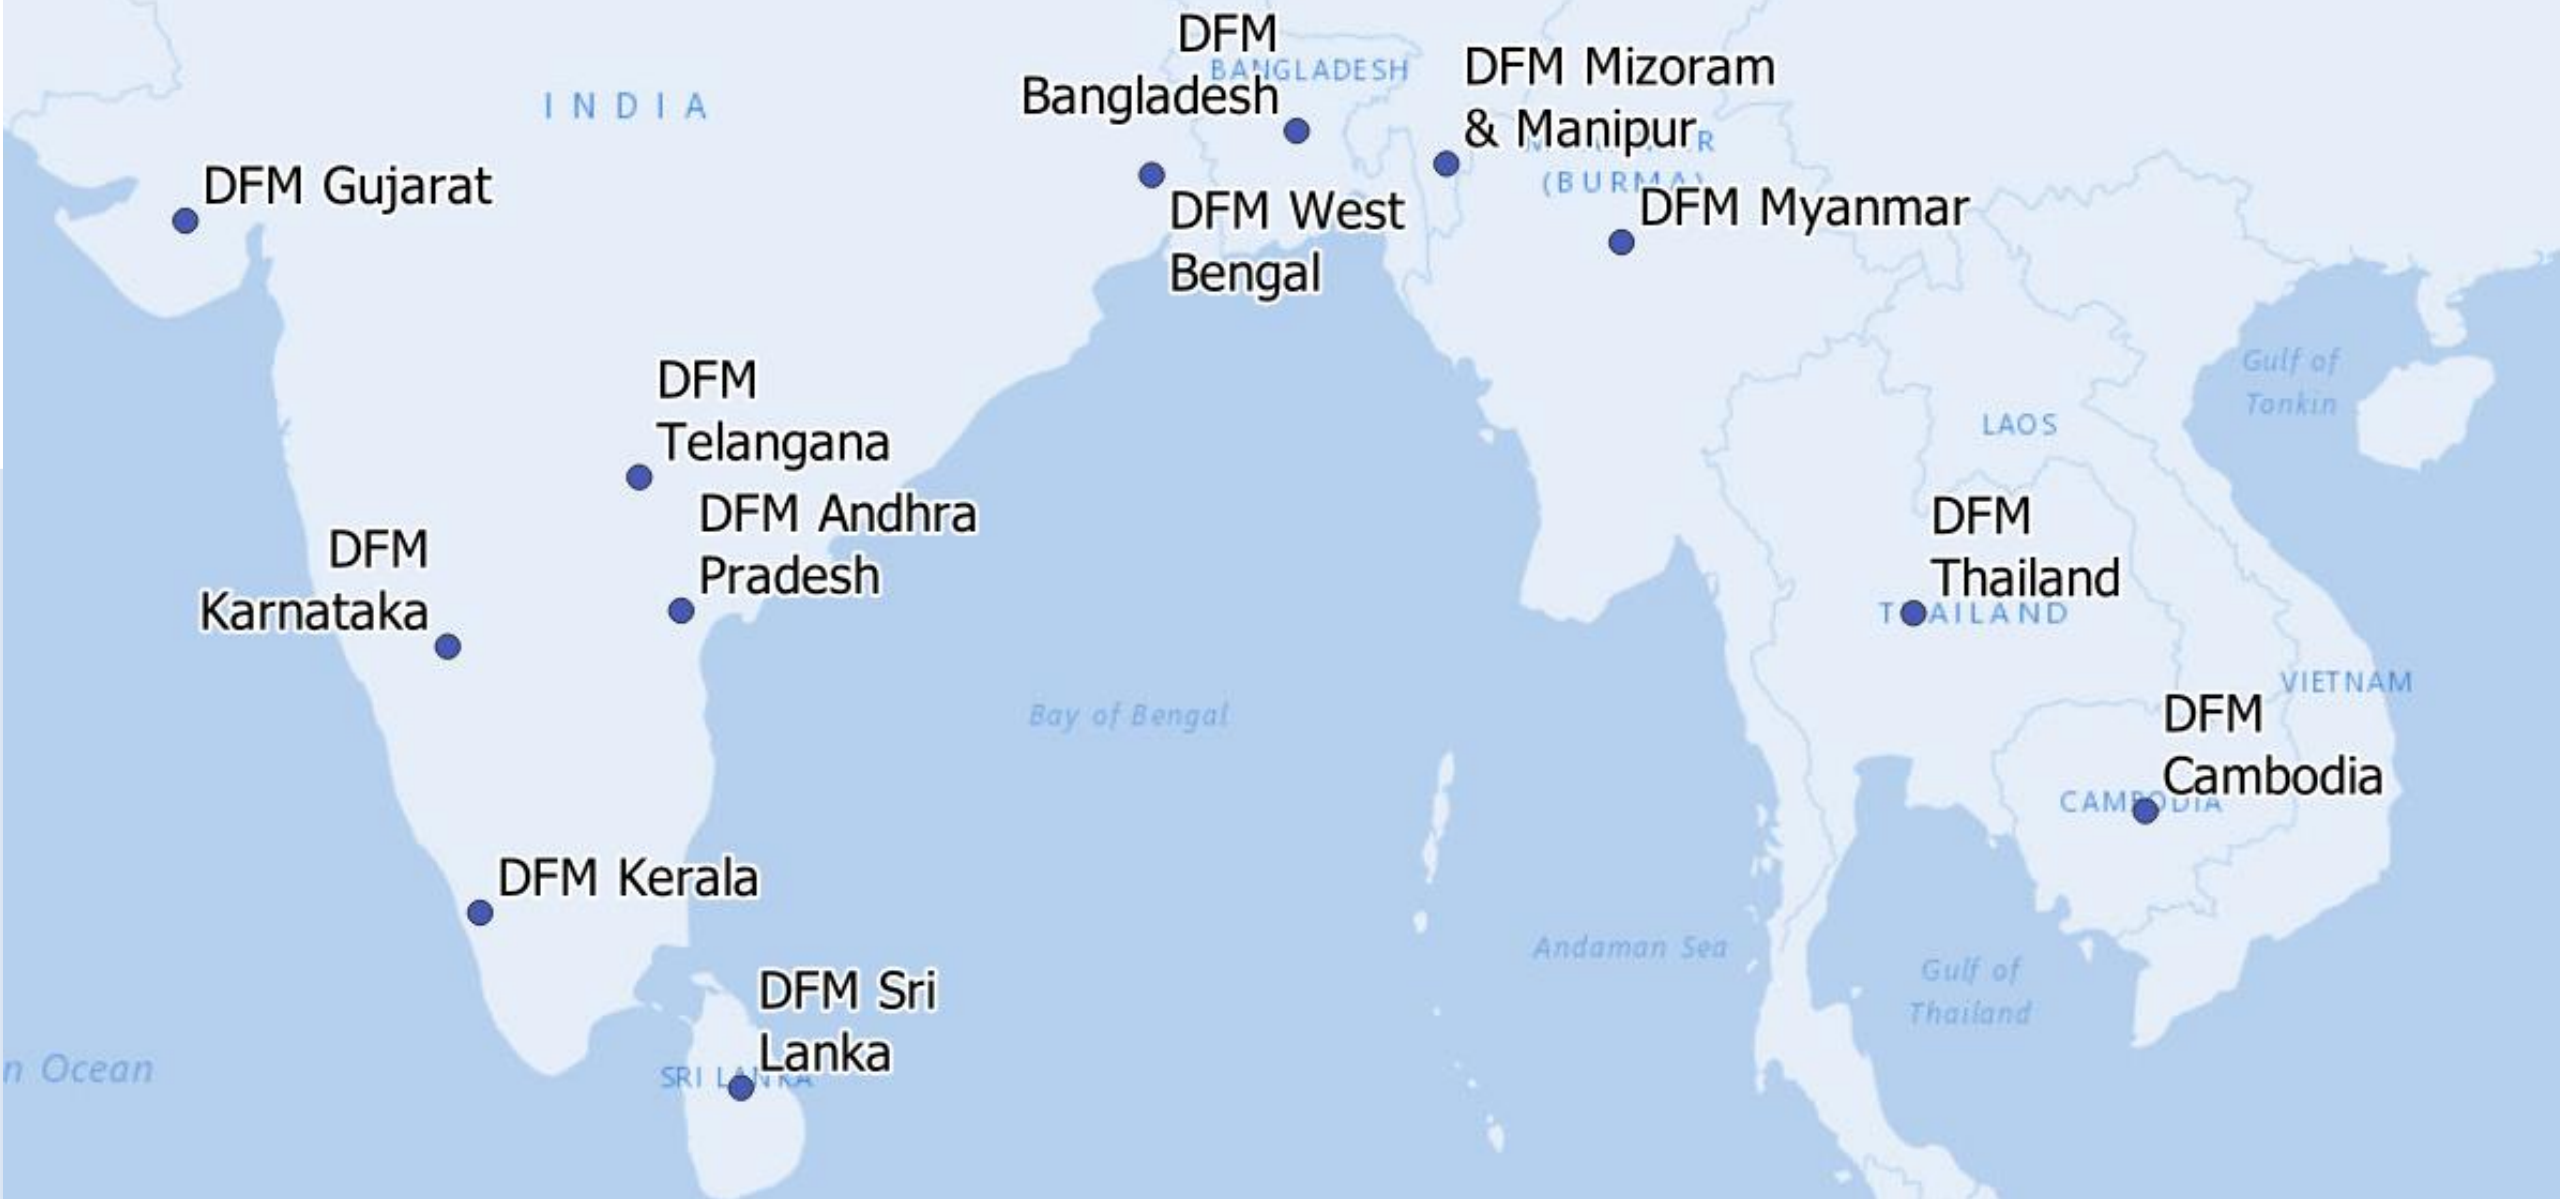 DFM
Bangladesh
BANGLADESH
DFM Mizoram
& Manipur
R
(BURMA)
INDIA
DFM Gujarat
DFM West
Bengal
DFM Myanmar
DFM
Telangana
DFM Andhra
Pradesh
DFM
Karnataka
Gulf of
Tonkin
LAOS
DFM
Thailand
T AILAND
VIETNAM
Bay of Bengal
DFM
Cambodia
CAMBODIA
DFM Kerala
Andaman Sea
Gulf of
Thailand
DFM Sri
Lanka
SRI LANKA
n Ocean